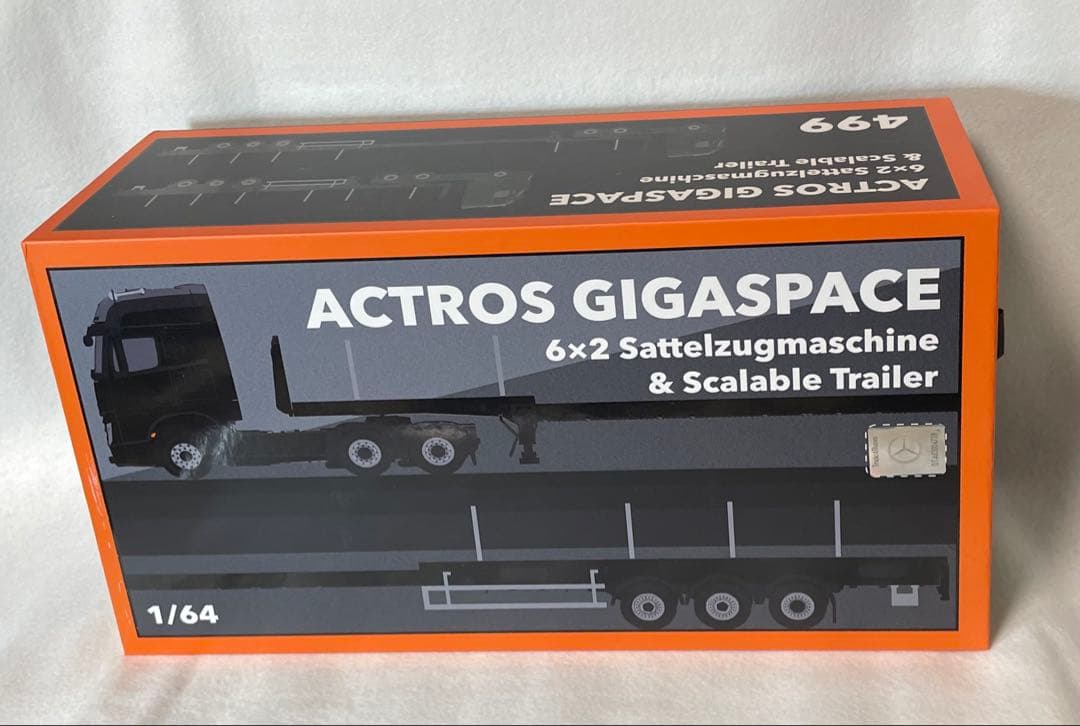 499
ACTROS GIGASPACE
6×2 Sattelzugmaschine
& Scalable Trailer
ACTROS GIGASPACE
6×2 Sattelzugmaschine
& Scalable Trailer
1/64